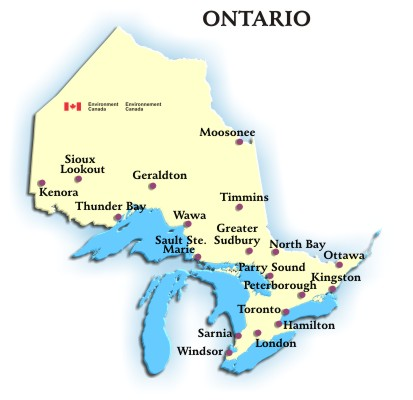 ONTARIO
Environment Environnement
Canada Canada
Moosonee
Sioux
Lookout
Geraldton
Kenora
Timmins
Thunder Bay
Wawa
Greater
Sudbury
Sault Ste.
Marie
North Bay
Ottawa
Parry Sound
Kingston
Peterborough
Toronto
Hamilton
Sarnia
London
Windsor